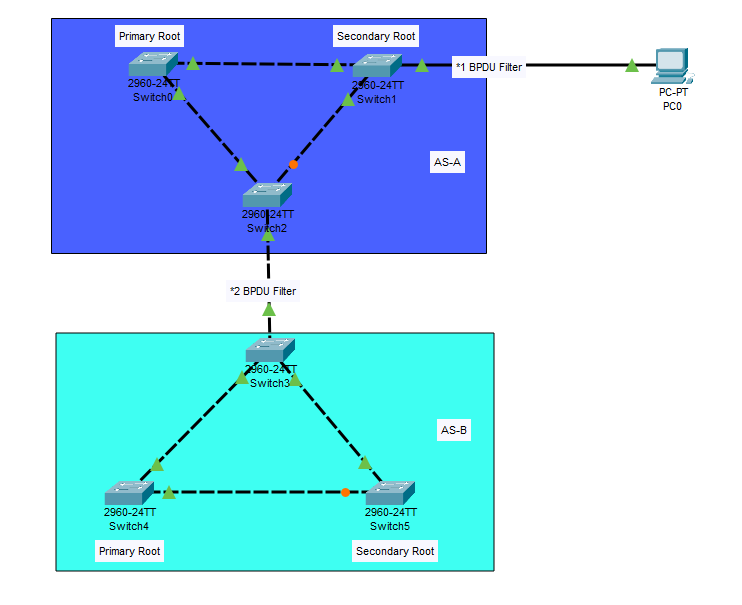 Primary Root
Secondary Root
2960-24TT
Switch0
2960-24TT
Switch1
*1 BPDU Filter
PC-PT
PC0
AS-A
2960-24TT
Switch2
*2 BPDU Filter
2960-24TT
Switch3
AS-B
2960-24TT
Switch4
2960-24TT
Switch5
Primary Root
Secondary Root